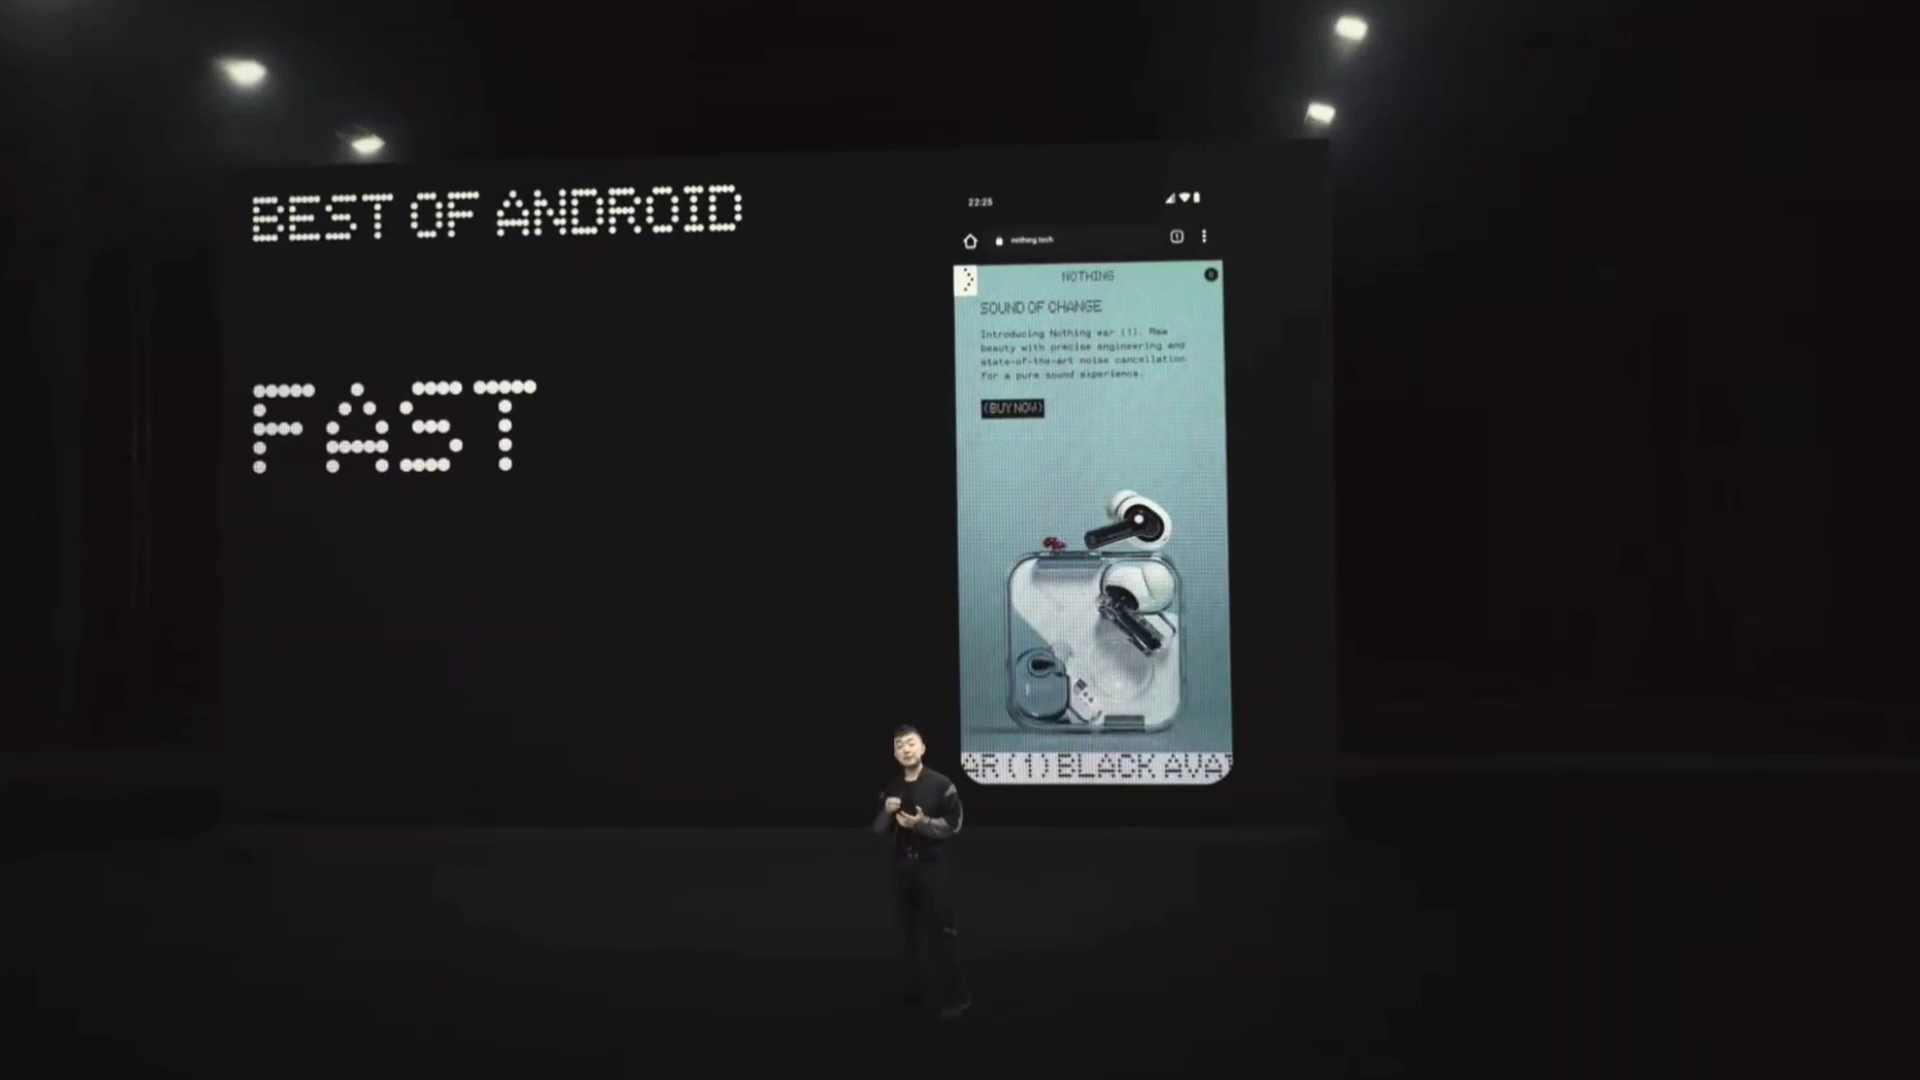 BEST OF ANDROID
FAST
22:25
nothing.tech
1
NOTHING
0
SOUND OF CHANGE
Introducing Nothing ear (1). Raw
beauty with precise engineering and
state-of-the-art noise cancellation
for a pure sound experience.
(BUY NOW)
AR (1) BLACK AVA